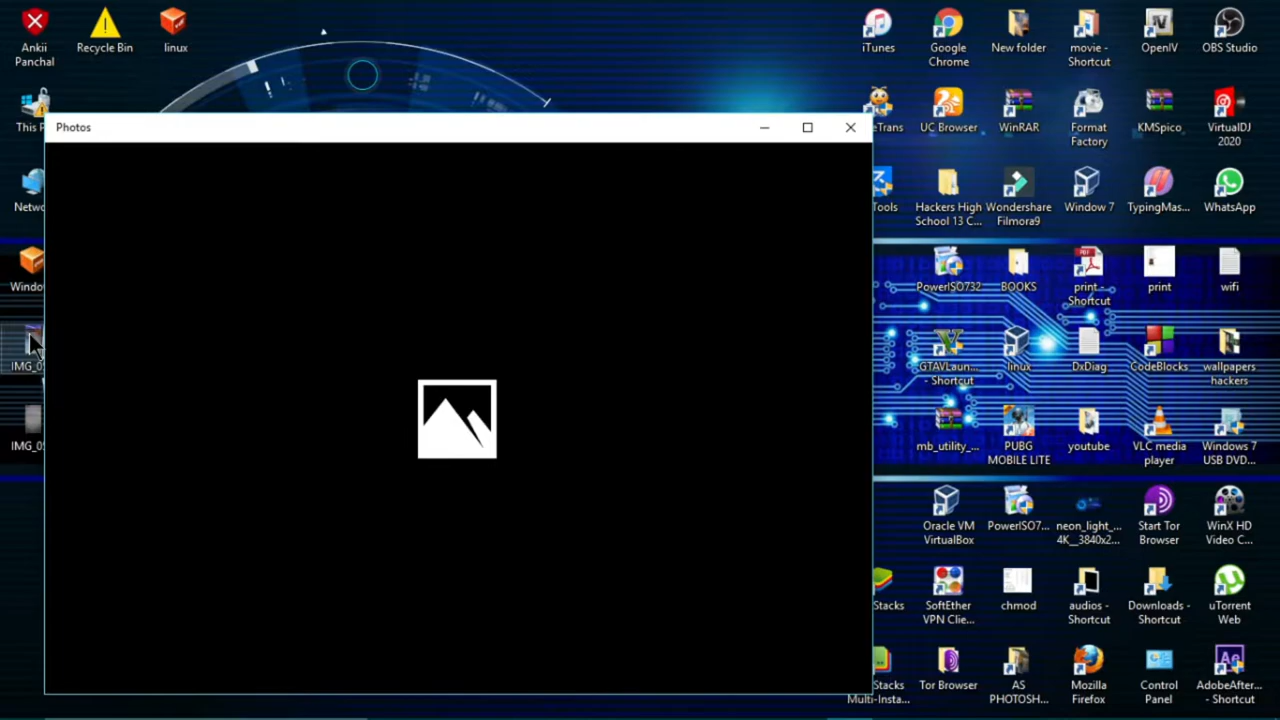 Ankii
Panchal
Recycle Bin
linux
iTunes
Google
Chrome
New folder
movie -
Shortcut
OpenIV
OBS Studio
This P
Photos
eTrans
UC Browser
WinRAR
Format
Factory
KMSpico
VirtualDJ
2020
Netwo
Tools
Hackers High
School 13 C...
Wondershare
Filmora9
Window 7
TypingMas...
WhatsApp
Windo
PowerISO732
BOOKS
print -
Shortcut
print
wifi
IMG_0
GTAVLaun...
- Shortcut
linux
DxDiag
CodeBlocks
wallpapers
hackers
IMG_0
mb_utility_...
PUBG
MOBILE LITE
youtube
VLC media
player
Windows 7
USB DVD...
Oracle VM
VirtualBox
PowerISO7...
neon_light_...
4K__3840x2...
Start Tor
Browser
WinX HD
Video C...
Stacks
SoftEther
VPN Clie...
chmod
audios -
Shortcut
Downloads -
Shortcut
uTorrent
Web
Stacks
Multi-Insta...
Tor Browser
AS
PHOTOSH...
Mozilla
Firefox
Control
Panel
AdobeAfter...
- Shortcut